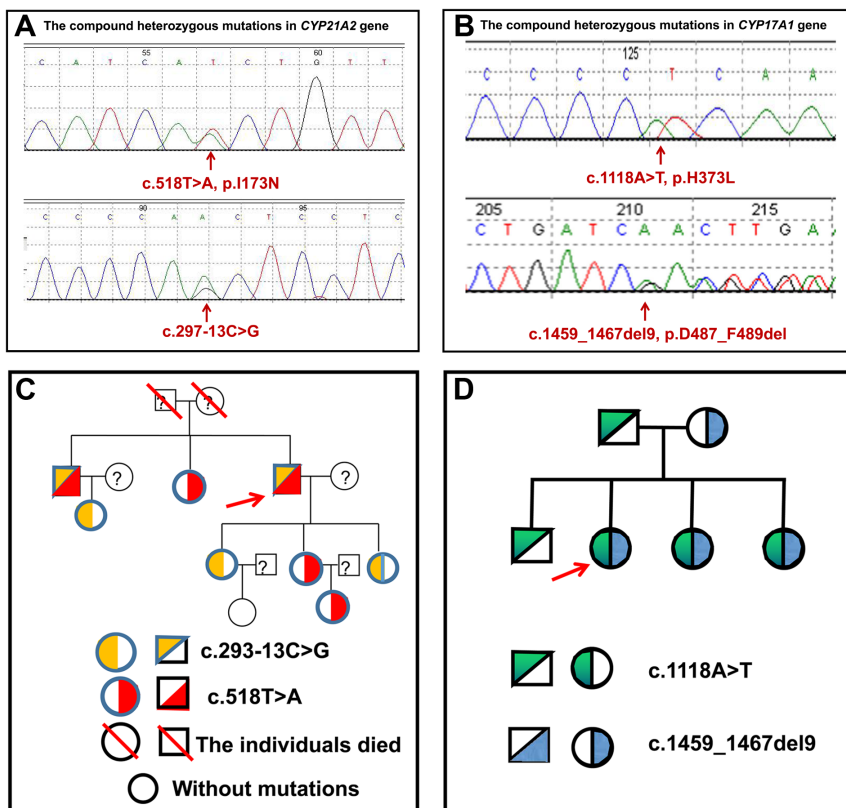 A
The compound heterozygous mutations in CYP21A2 gene
55 60
C A T C A T C T G T T
c.518T>A, p.I173N
90 95
C C C C A A C T C C T C
c.297-13C>G
B
The compound heterozygous mutations in CYP17A1 gene
125
C C C C T C A A
c.1118A>T, p.H373L
205 210 215
C T G A T C A A C T T G A
c.1459_1467del9, p.D487_F489del
C
? ?
? ?
? ?
c.293-13C>G
c.518T>A
The individuals died
Without mutations
D
c.1118A>T
c.1459_1467del9